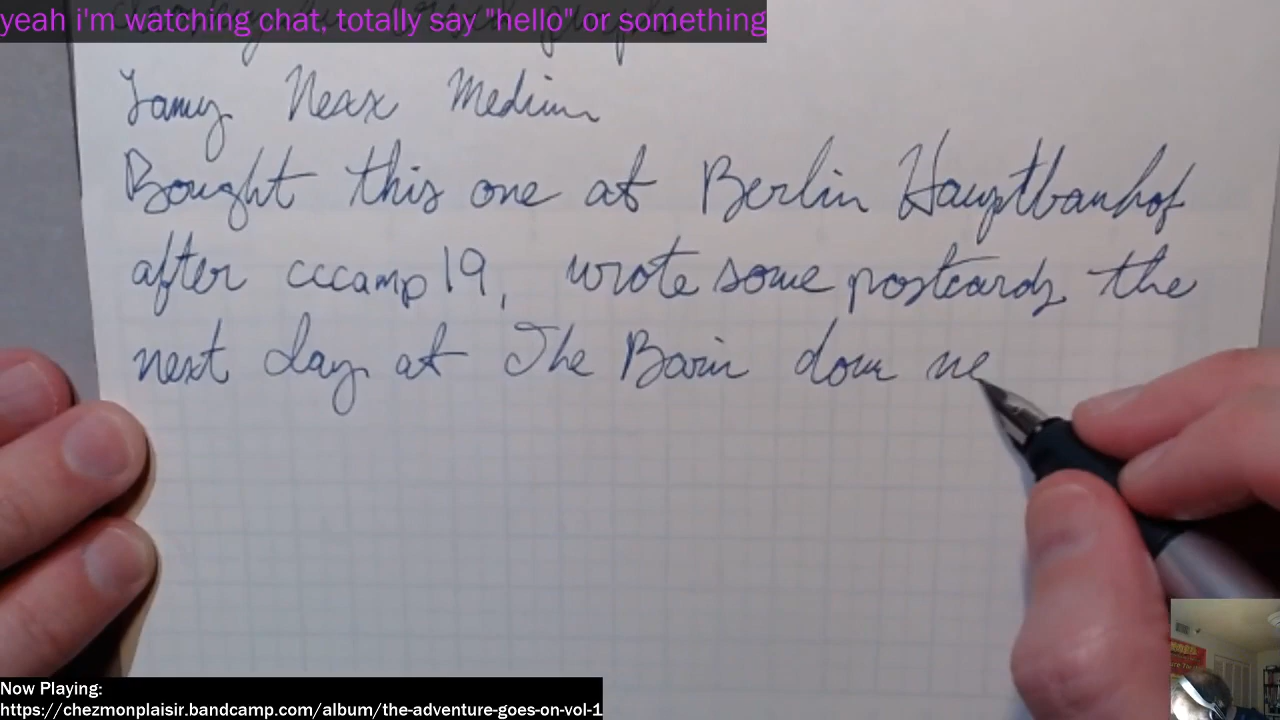 yeah i'm watching chat, totally say "hello" or something
Lamy Nexx Medium
Bought this one at Berlin Hauptbanhof
after cccamp19, wrote some postcards the
next day at The Barn down ne
Now Playing:
https://chezmonplaisir.bandcamp.com/album/the-adventure-goes-on-vol-1